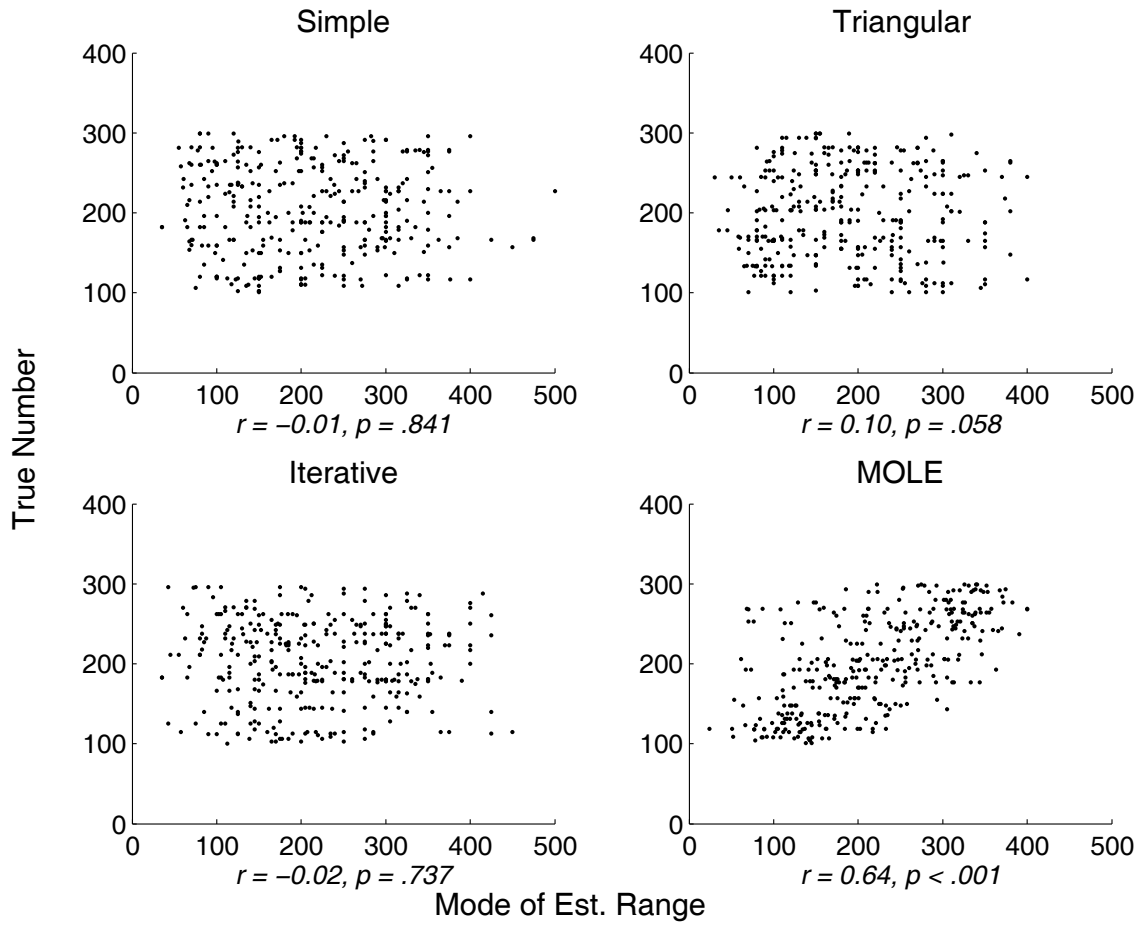 Simple
Triangular
400
300
200
100
0
0 100 200 300 400 500
r = −0.01, p = .841
400
300
200
100
0
0 100 200 300 400 500
r = 0.10, p = .058
True Number
Iterative
MOLE
400
300
200
100
0
0 100 200 300 400 500
r = −0.02, p = .737
400
300
200
100
0
0 100 200 300 400 500
r = 0.64, p < .001
Mode of Est. Range